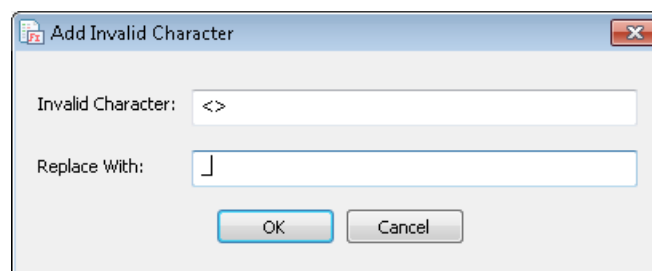 Add Invalid Character
Invalid Character: <>
Replace With: _
OK Cancel